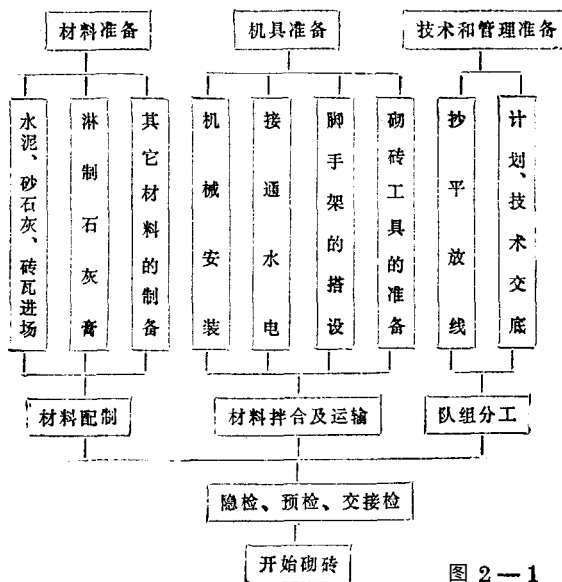 材料准备
机具准备
技术和管理准备
水泥、砂石灰、砖瓦进场
淋制石灰膏
其它材料的制备
机械安装
接通水电
脚手架的搭设
砌砖工具的准备
抄平放线
计划、技术交底
材料配制
材料拌合及运输
队组分工
隐检、预检、交接检
开始砌砖
图 2—1